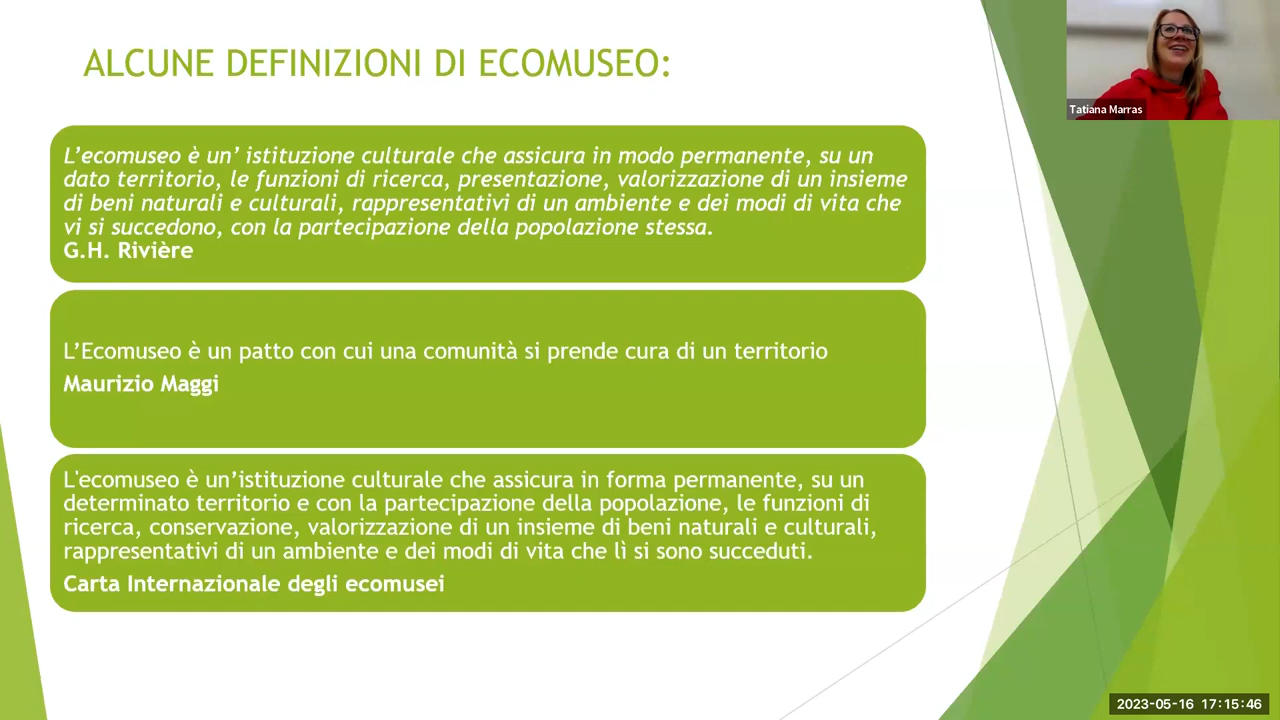 ALCUNE DEFINIZIONI DI ECOMUSEO:
Tatiana Marras
L’ecomuseo è un’ istituzione culturale che assicura in modo permanente, su un
dato territorio, le funzioni di ricerca, presentazione, valorizzazione di un insieme
di beni naturali e culturali, rappresentativi di un ambiente e dei modi di vita che
vi si succedono, con la partecipazione della popolazione stessa.
G.H. Rivière
L’Ecomuseo è un patto con cui una comunità si prende cura di un territorio
Maurizio Maggi
L'ecomuseo è un’istituzione culturale che assicura in forma permanente, su un
determinato territorio e con la partecipazione della popolazione, le funzioni di
ricerca, conservazione, valorizzazione di un insieme di beni naturali e culturali,
rappresentativi di un ambiente e dei modi di vita che lì si sono succeduti.
Carta Internazionale degli ecomusei
2023-05-16 17:15:46